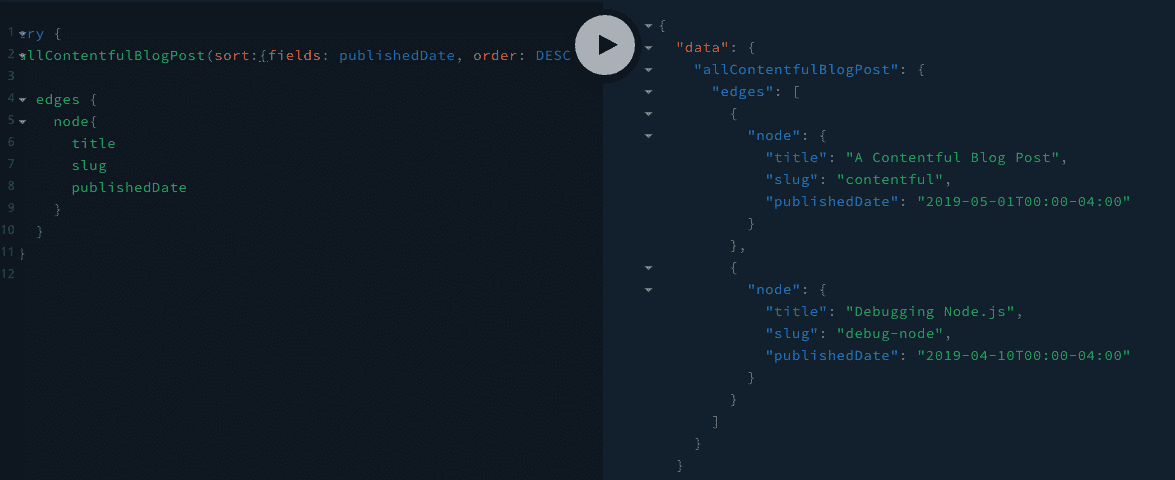 1 ery {
2 allContentfulBlogPost(sort:{fields: publishedDate, order: DESC
3
4 edges {
5 node{
6 title
7 slug
8 publishedDate
9 }
10 }
11 }
12
{
"data": {
"allContentfulBlogPost": {
"edges": [
{
"node": {
"title": "A Contentful Blog Post",
"slug": "contentful",
"publishedDate": "2019-05-01T00:00-04:00"
}
},
{
"node": {
"title": "Debugging Node.js",
"slug": "debug-node",
"publishedDate": "2019-04-10T00:00-04:00"
}
}
]
}
}